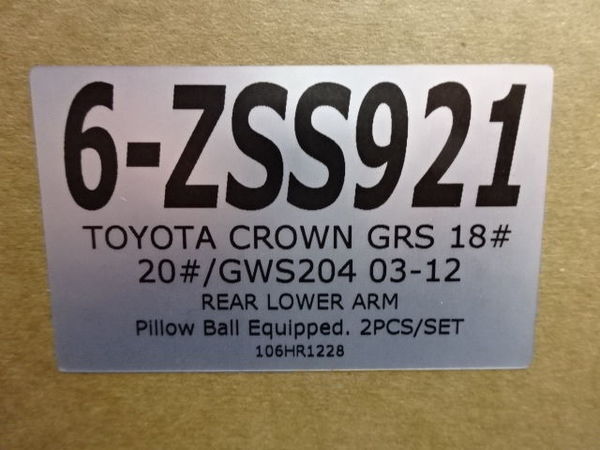 6-ZSS921
TOYOTA CROWN GRS 18#
20#/GWS204 03-12
REAR LOWER ARM
Pillow Ball Equipped. 2PCS/SET
106HR1228